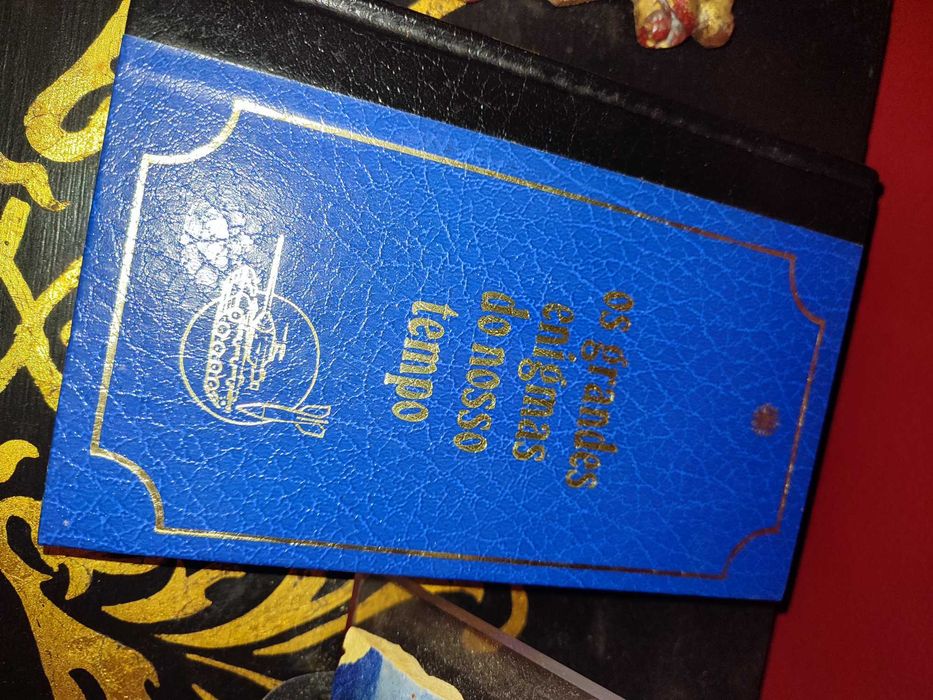 os grandes
enigmas
do nosso
tempo